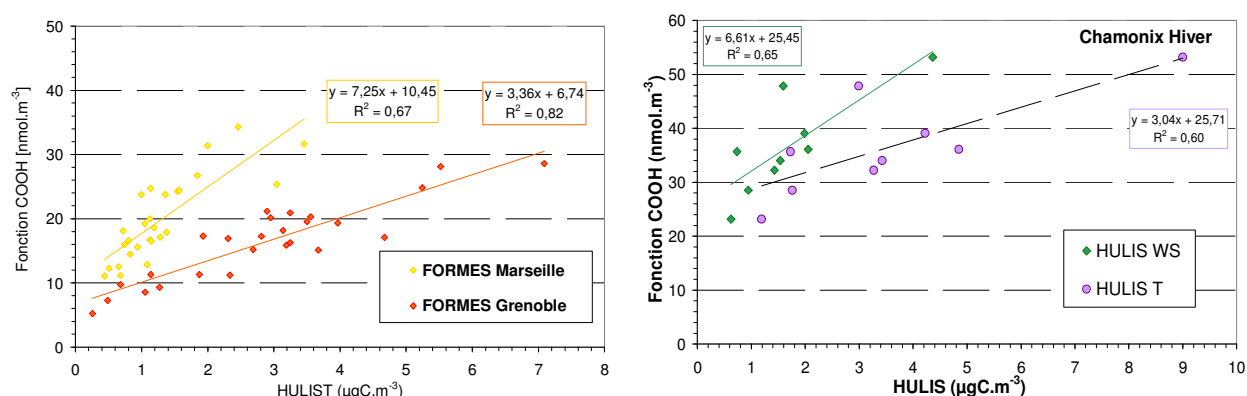 50
40
30
20
10
0
Fonction COOH [nmol.m-3]
y = 7,25x + 10,45
R2 = 0,67
y = 3,36x + 6,74
R2 = 0,82
FORMES Marseille
FORMES Grenoble
0 1 2 3 4 5 6 7 8
HULIST (µgC.m-3)
60
50
40
30
20
10
0
Fonction COOH (nmol.m-3)
y = 6,61x + 25,45
R2 = 0,65
Chamonix Hiver
y = 3,04x + 25,71
R2 = 0,60
HULIS WS
HULIS T
0 1 2 3 4 5 6 7 8 9 10
HULIS (µgC.m-3)